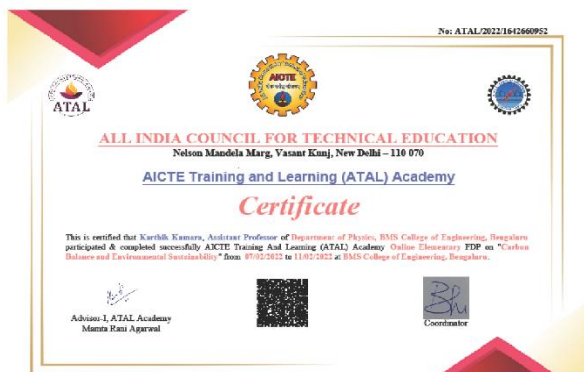 No: ATAL/2022/1642660952
AICTE
ATAL
ALL INDIA COUNCIL FOR TECHNICAL EDUCATION
Nelson Mandela Marg, Vasant Kunj, New Delhi – 110 070
AICTE Training and Learning (ATAL) Academy
Certificate
This is certified that Karthik Kumara, Assistant Professor of Department of Physics, BMS College of Engineering, Bengaluru
participated & completed successfully AICTE Training And Learning (ATAL) Academy Online Elementary FDP on "Carbon
Balance and Environmental Sustainability" from 07/02/2022 to 11/02/2022 at BMS College of Engineering, Bengaluru.
Advisor-I, ATAL Academy
Mamta Rani Agarwal
Coordinator